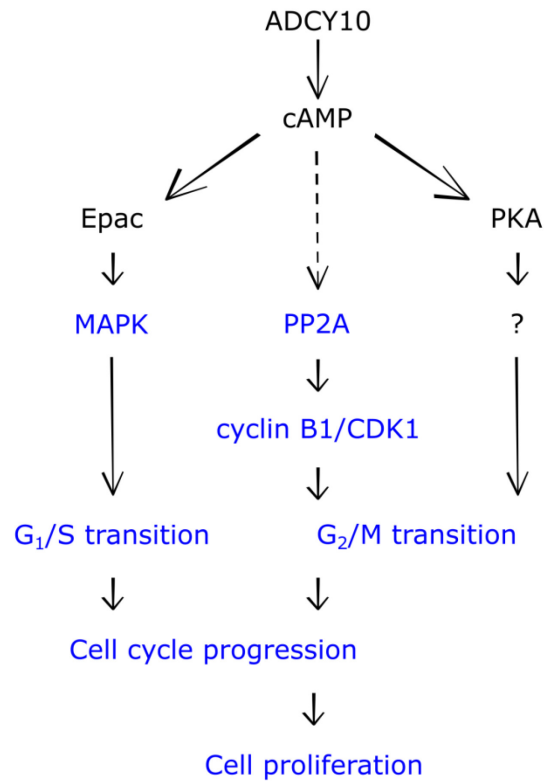 ADCY10
cAMP
Epac
PKA
MAPK
PP2A
?
cyclin B1/CDK1
G₁/S transition
G₂/M transition
Cell cycle progression
Cell proliferation